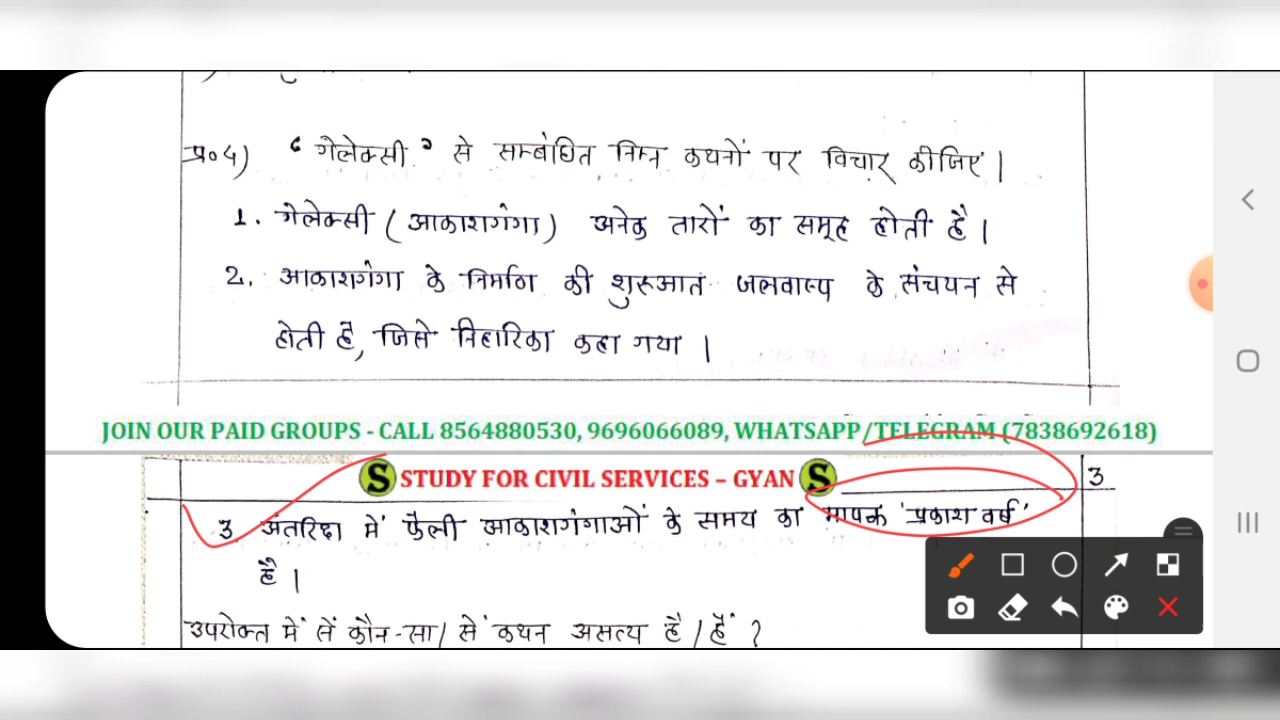 प्र०4) 'गेलेक्सी' से सम्बंधित निम्न कथनों पर विचार कीजिए।
1. गेलेक्सी (आकाशगंगा) अनेक तारों का समूह होती है।
2. आकाशगंगा के निर्माण की शुरूआत जलवाष्प के संचयन से
होती है, जिसे निहारिका कहा गया।
JOIN OUR PAID GROUPS - CALL 8564880530, 9696066089, WHATSAPP/TELEGRAM (7838692618)
S STUDY FOR CIVIL SERVICES – GYAN S 3
3 अंतरिक्ष में फैली आकाशगंगाओं के समय का मापक 'प्रकाश वर्ष'
है।
उपरोक्त में सें कौन-सा/से कथन असत्य है/हैं?